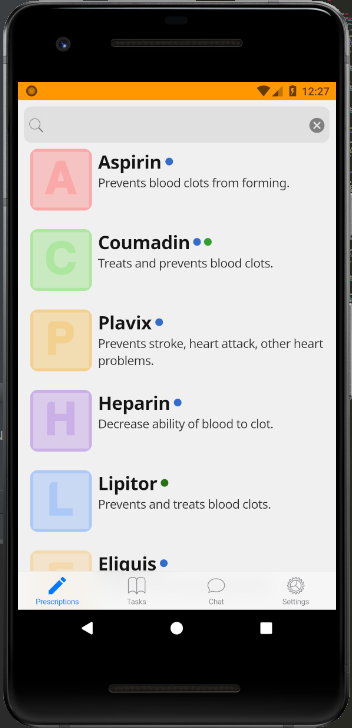 12:27
A
Aspirin
Prevents blood clots from forming.
C
Coumadin
Treats and prevents blood clots.
P
Plavix
Prevents stroke, heart attack, other heart
problems.
H
Heparin
Decrease ability of blood to clot.
L
Lipitor
Prevents and treats blood clots.
Eliquis
Prescriptions
Tasks
Chat
Settings